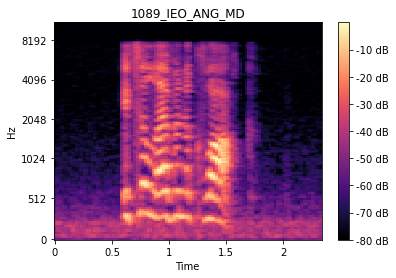 1089_IEO_ANG_MD
8192
4096
2048
1024
512
0
Hz
0
0.5
1
1.5
2
Time
-10 dB
-20 dB
-30 dB
-40 dB
-50 dB
-60 dB
-70 dB
-80 dB